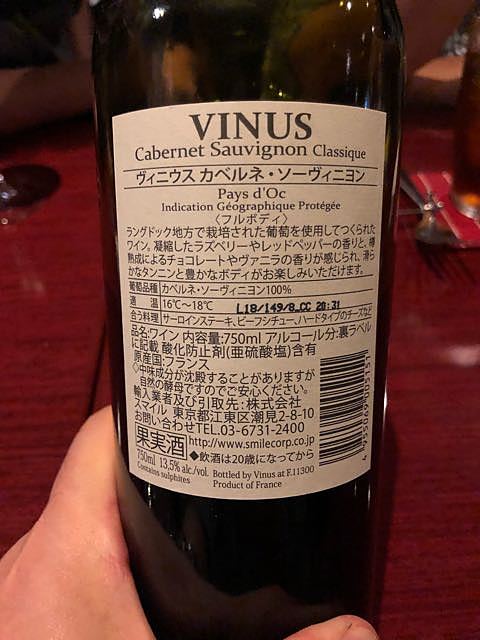 VINUS
Cabernet Sauvignon Classique
ヴィニウス カベルネ・ソーヴィニヨン
Pays d'Oc
Indication Géographique Protégée
〈フルボディ〉
ラングドック地方で栽培された葡萄を使用してつくられた
ワイン。凝縮したラズベリーやレッドペッパーの香りと、樽
熟成によるチョコレートやヴァニラの香りが感じられ、滑ら
かなタンニンと豊かなボディがお楽しみいただけます。
葡萄品種 カベルネ・ソーヴィニヨン100%
適 温 16℃～18℃ L18/149/8_CC 20:31
合う料理 サーロインステーキ、ビーフシチュー、ハードタイプのチーズなど
品名:ワイン 内容量:750ml アルコール分:裏ラベル
に記載 酸化防止剤(亜硫酸塩)含有
原産国:フランス
◇中味成分が沈殿することがありますが
自然の酵母ですのでご安心ください。
輸入業者及び引取先:株式会社
スマイル 東京都江東区潮見2-8-10
お問い合わせTEL.03-6731-2400
果実酒 http://www.smilecorp.co.jp
◆飲酒は20歳になってから
750ml 13,5% alc./vol. Bottled by Vinus at F.11300
Contains sulphites Product of France
4 955069 005151